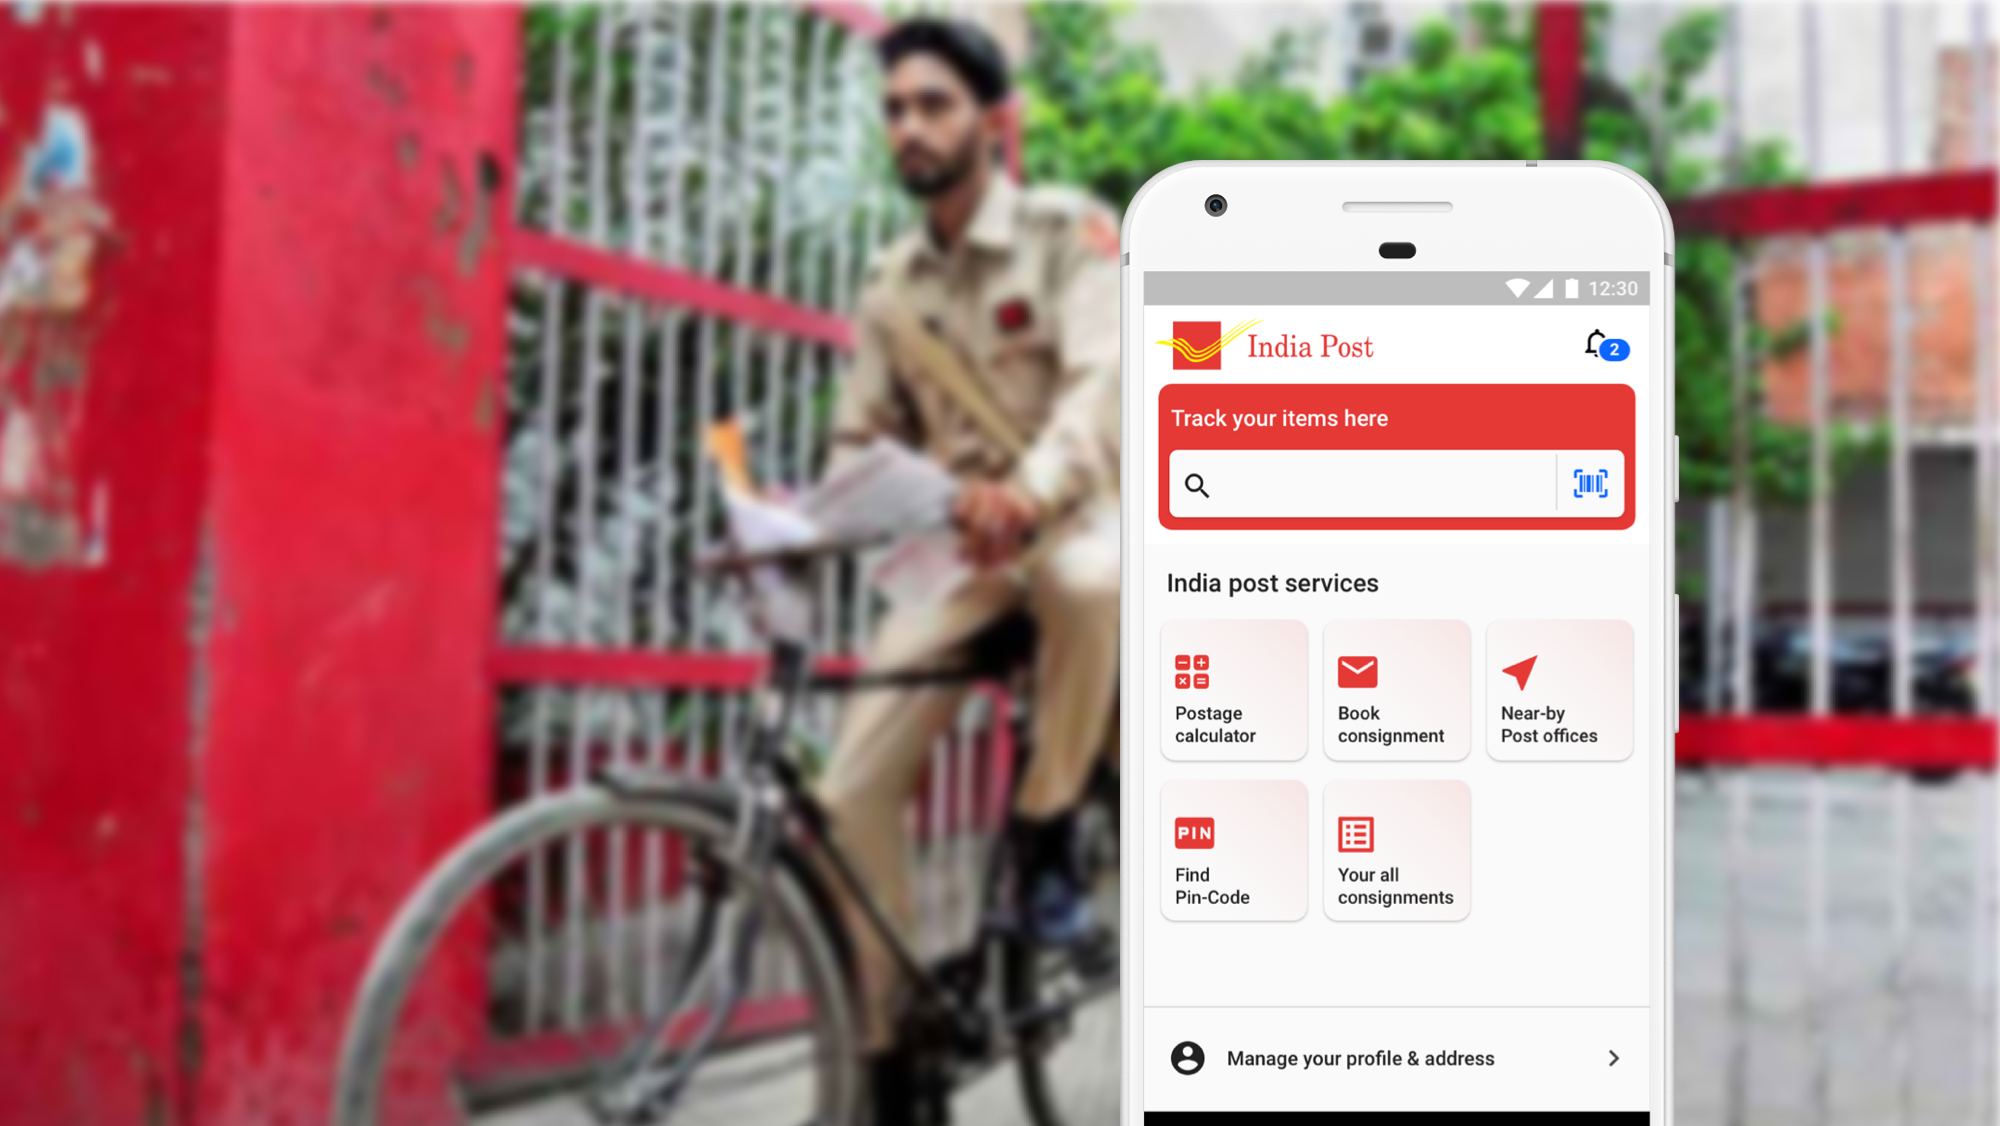 12:30
India Post
2
Track your items here
India post services
Postage
calculator
Book
consignment
Near-by
Post offices
PIN
Find
Pin-Code
Your all
consignments
Manage your profile & address